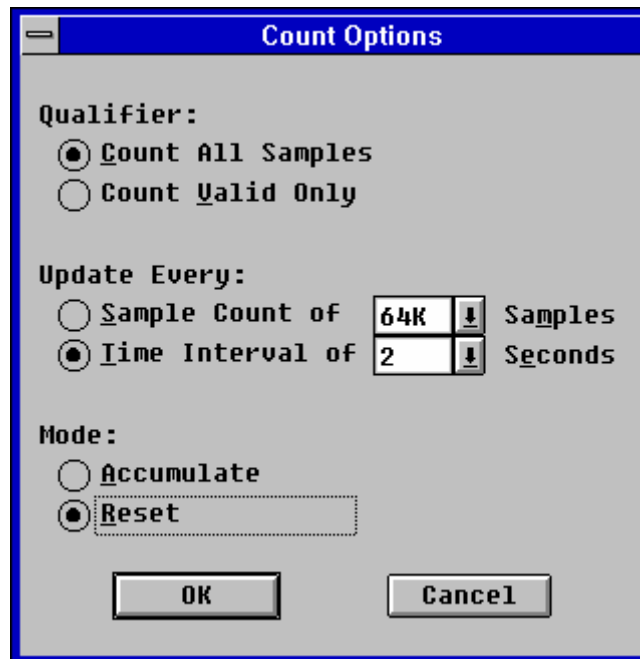 Count Options
Qualifier:
Count All Samples
Count Valid Only
Update Every:
Sample Count of 64K Samples
Time Interval of 2 Seconds
Mode:
Accumulate
Reset
OK Cancel